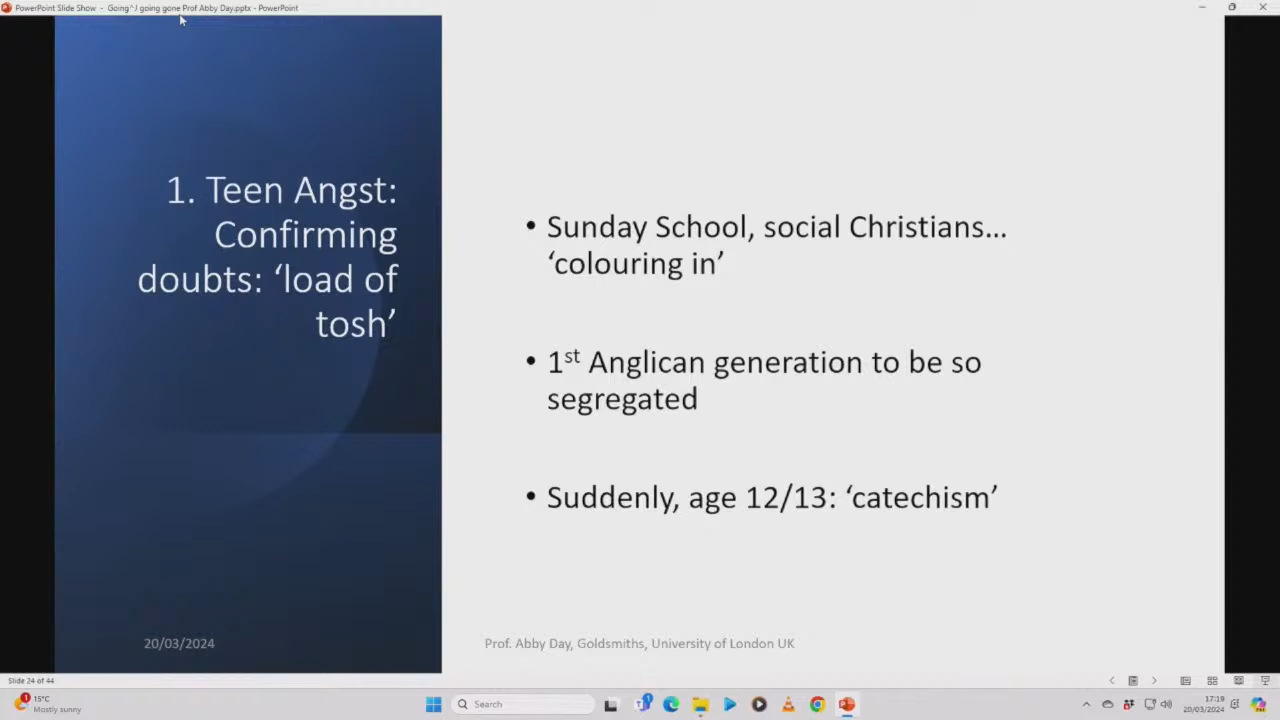 PowerPoint Slide Show - Going^J going gone Prof Abby Day.pptx - PowerPoint
1. Teen Angst:
Confirming
doubts: ‘load of
tosh’
• Sunday School, social Christians...
‘colouring in’
• 1st Anglican generation to be so
segregated
• Suddenly, age 12/13: ‘catechism’
20/03/2024
Prof. Abby Day, Goldsmiths, University of London UK
Slide 24 of 44
1
15°C
Mostly sunny
Search
1
17:19
20/03/2024